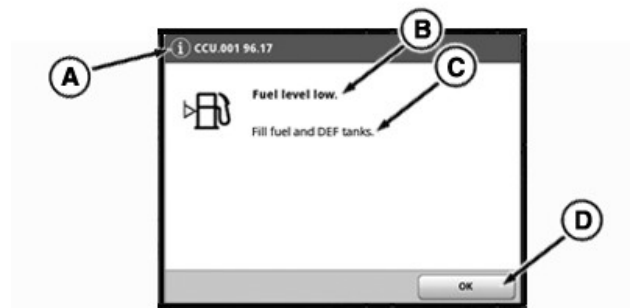 CCU.001 96.17
Fuel level low.
Fill fuel and DEF tanks.
OK
A
B
C
D